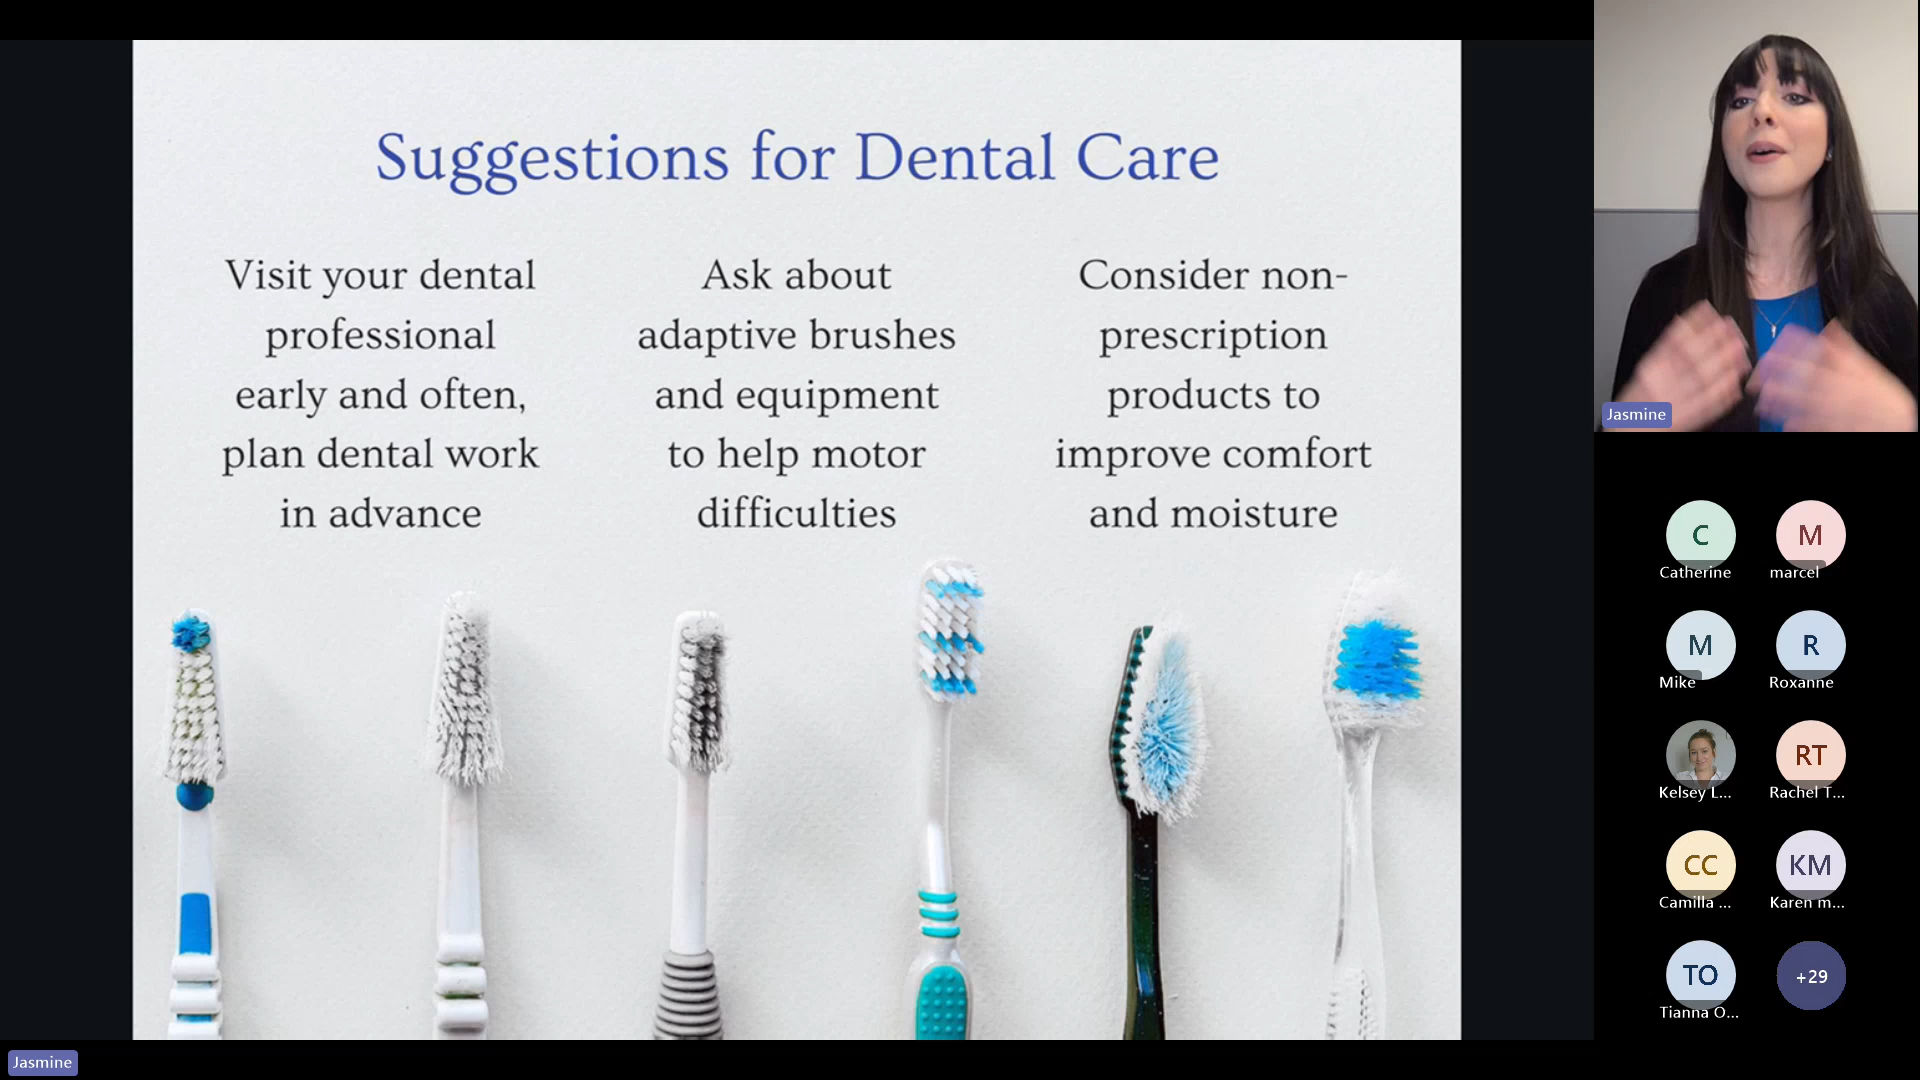 Suggestions for Dental Care
Visit your dental
professional
early and often,
plan dental work
in advance
Ask about
adaptive brushes
and equipment
to help motor
difficulties
Consider non-
prescription
products to
improve comfort
and moisture
Jasmine
C
Catherine
M
marcel
M
Mike
R
Roxanne
Kelsey L...
RT
Rachel T...
CC
Camilla ...
KM
Karen m...
TO
Tianna O...
+29
Jasmine